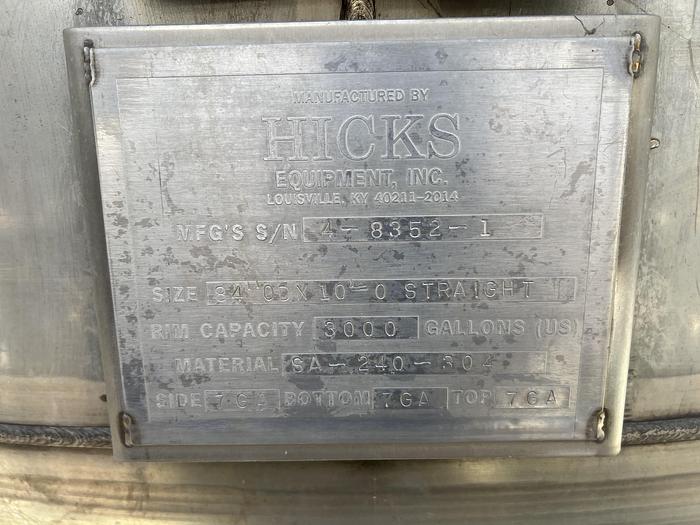 MANUFACTURED BY
HICKS
EQUIPMENT, INC.
LOUISVILLE, KY 40211-2014
MFG'S S/N 4-8352-1
SIZE 84"OD X 10'-0 STRAIGHT
RIM CAPACITY 3000 GALLONS (US)
MATERIAL SA-240-304
SIDE 7GA BOTTOM 7GA TOP 7GA